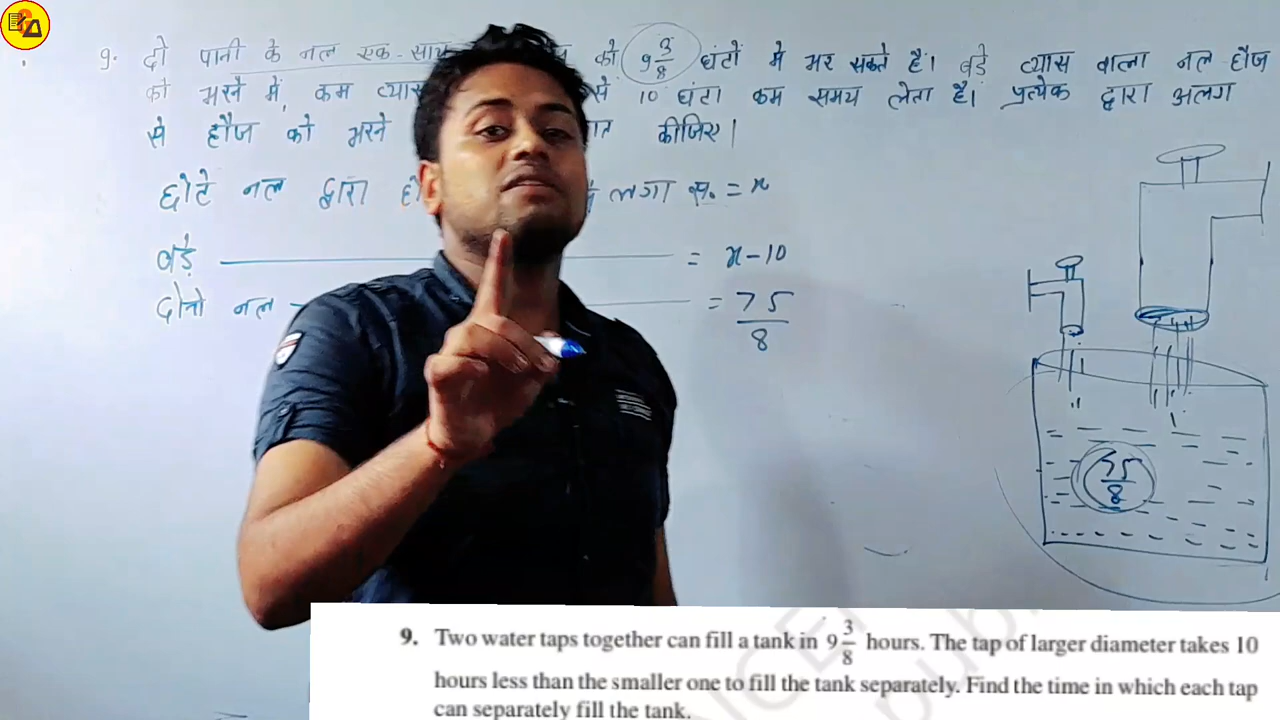 9. दो पानी के नल एक-साथ को 9 3/8 घंटों मे भर सकते हैं। बड़े व्यास वाला नल हौज
को भरने में, कम व्यास से 10 घंटा कम समय लेता है। प्रत्येक द्वारा अलग
से हौज को भरने कीजिए।
छोटे नल द्वारा लगा स. = x
बड़े = x - 10
दोनो नल = 75/8
75/8
9. Two water taps together can fill a tank in 9 3/8 hours. The tap of larger diameter takes 10
hours less than the smaller one to fill the tank separately. Find the time in which each tap
can separately fill the tank.